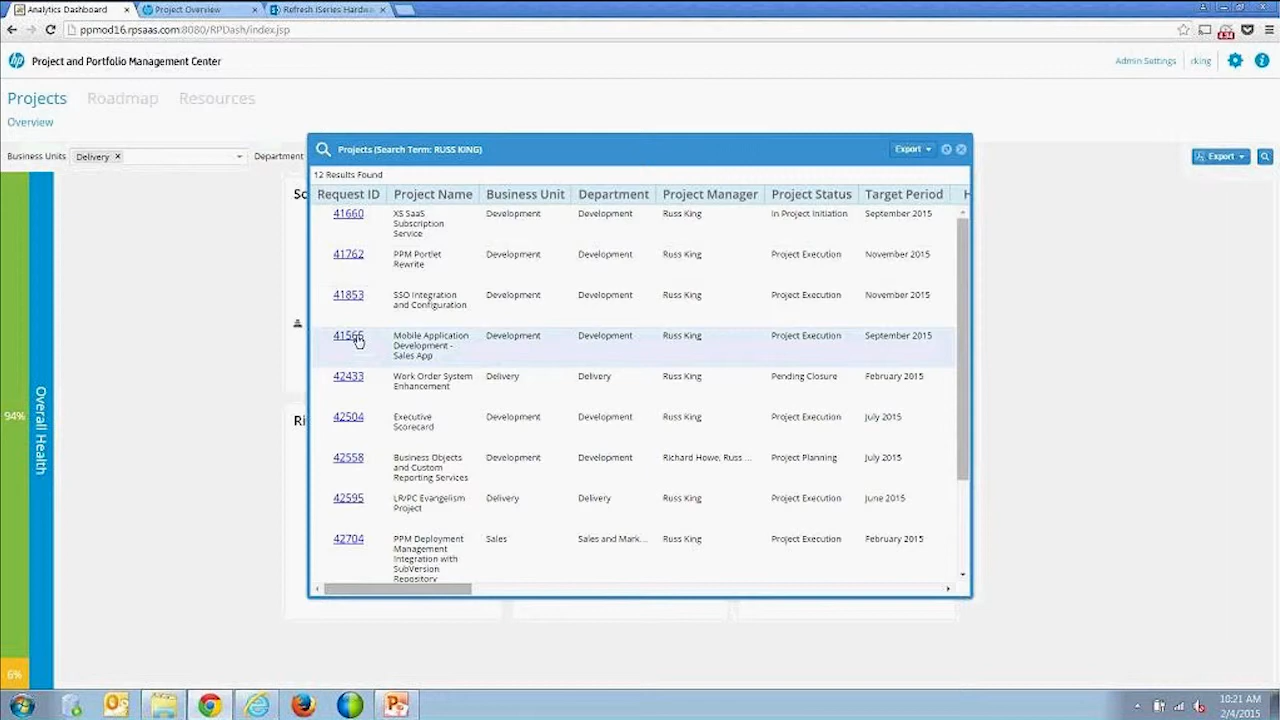 Analytics Dashboard
Project Overview
Refresh iSeries Hardw
ppmod16.rpsaas.com:8080/RPDash/index.jsp
hp
Project and Portfolio Management Center
Admin Settings
rking
Projects
Roadmap
Resources
Overview
Business Units
Delivery
Department
Export
Projects (Search Term: RUSS KING)
Export
12 Results Found
Request ID Project Name Business Unit Department Project Manager Project Status Target Period H
41660 XS SaaS Development Development Russ King In Project Initiation September 2015
Subscription
Service
41762 PPM Portlet Development Development Russ King Project Execution November 2015
Rewrite
41853 SSO Integration Development Development Russ King Project Execution November 2015
and Configuration
41566 Mobile Application Development Development Russ King Project Execution September 2015
Development -
Sales App
42433 Work Order System Delivery Delivery Russ King Pending Closure February 2015
Enhancement
42504 Executive Development Development Russ King Project Execution July 2015
Scorecard
42558 Business Objects Development Development Richard Howe, Russ ... Project Planning July 2015
and Custom
Reporting Services
42595 LR/PC Evangelism Delivery Delivery Russ King Project Execution June 2015
Project
42704 PPM Deployment Sales Sales and Mark... Russ King Project Execution February 2015
Management
Integration with
SubVersion
Repository
Sc
Ri
94%
Overall Health
6%
10:21 AM
2/4/2015